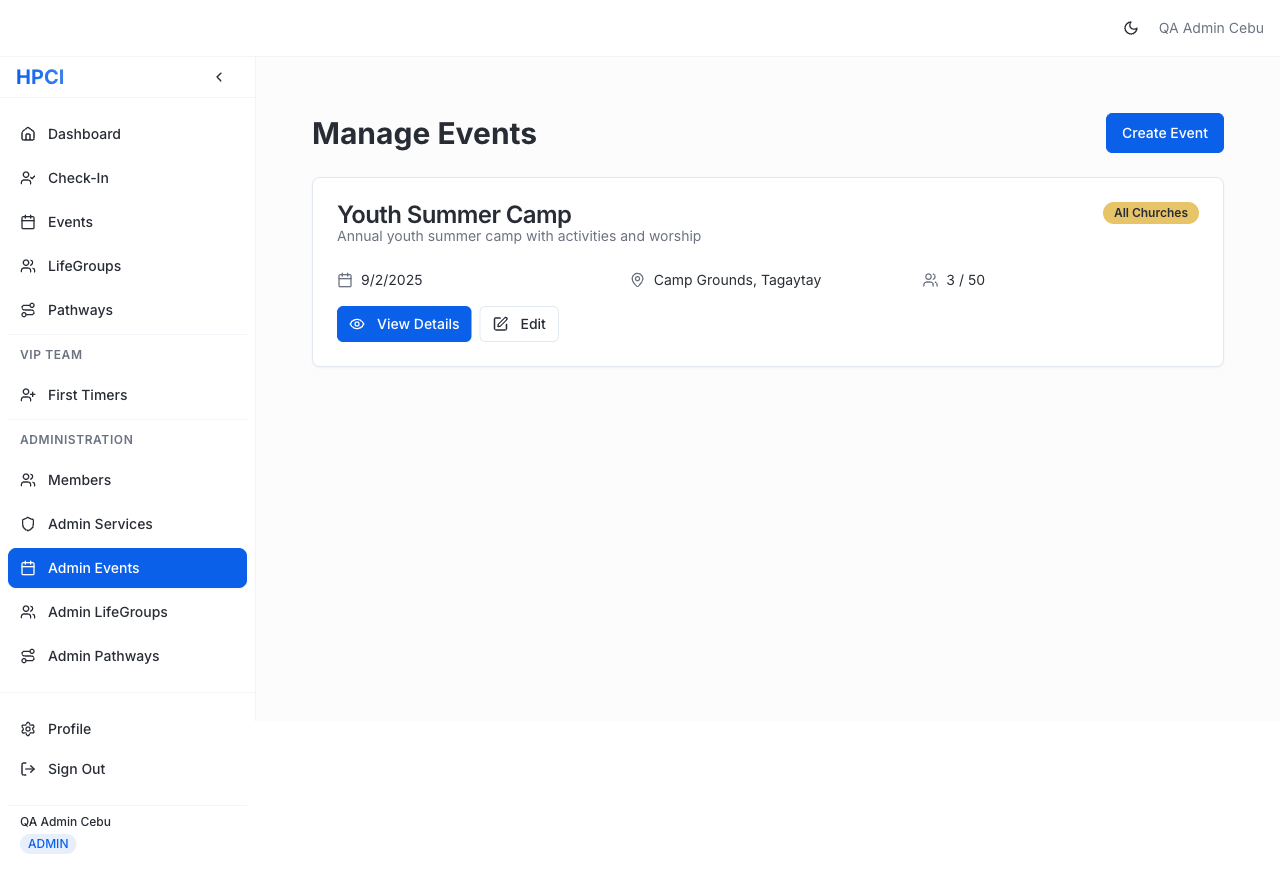 QA Admin Cebu
HPCI
Dashboard
Check-In
Events
LifeGroups
Pathways
VIP TEAM
First Timers
ADMINISTRATION
Members
Admin Services
Admin Events
Admin LifeGroups
Admin Pathways
Profile
Sign Out
QA Admin Cebu
ADMIN
Manage Events
Create Event
Youth Summer Camp
All Churches
Annual youth summer camp with activities and worship
9/2/2025
Camp Grounds, Tagaytay
3 / 50
View Details
Edit